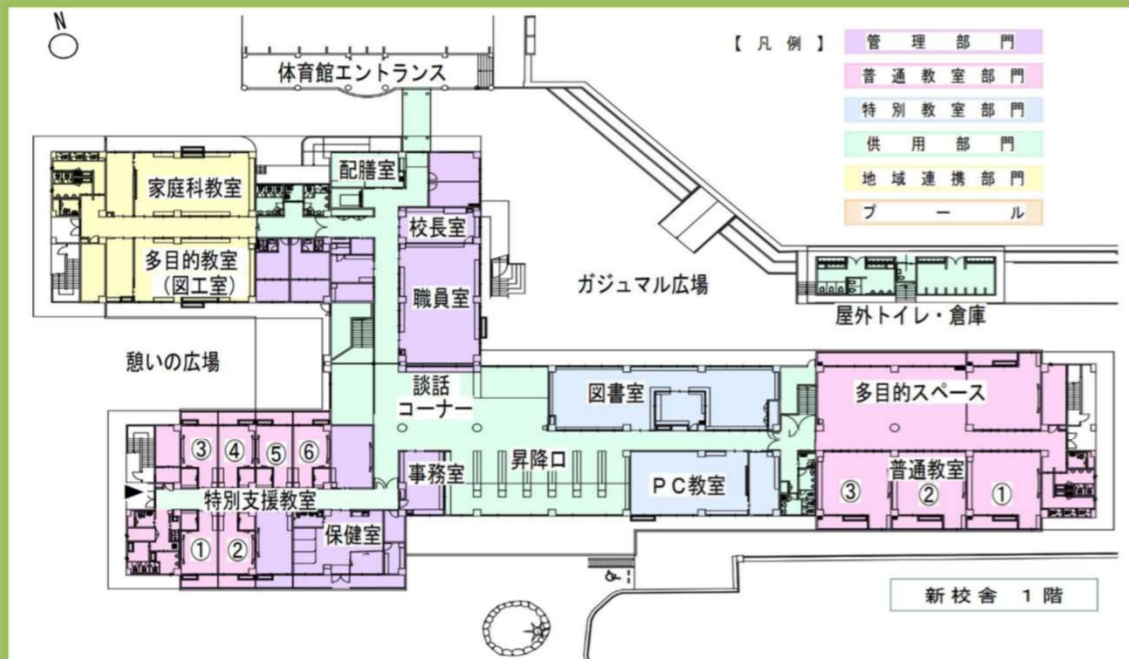 N
【 凡 例 】
管 理 部 門
普 通 教 室 部 門
特 別 教 室 部 門
供 用 部 門
地 域 連 携 部 門
プ ー ル
体育館エントランス
配膳室
家庭科教室
校長室
多目的教室
（図工室）
職員室
ガジュマル広場
屋外トイレ・倉庫
憩いの広場
談話
コーナー
図書室
多目的スペース
③
④
⑤
⑥
事務室
昇降口
PC教室
普通教室
③
②
①
特別支援教室
①
②
保健室
新校舎 1階